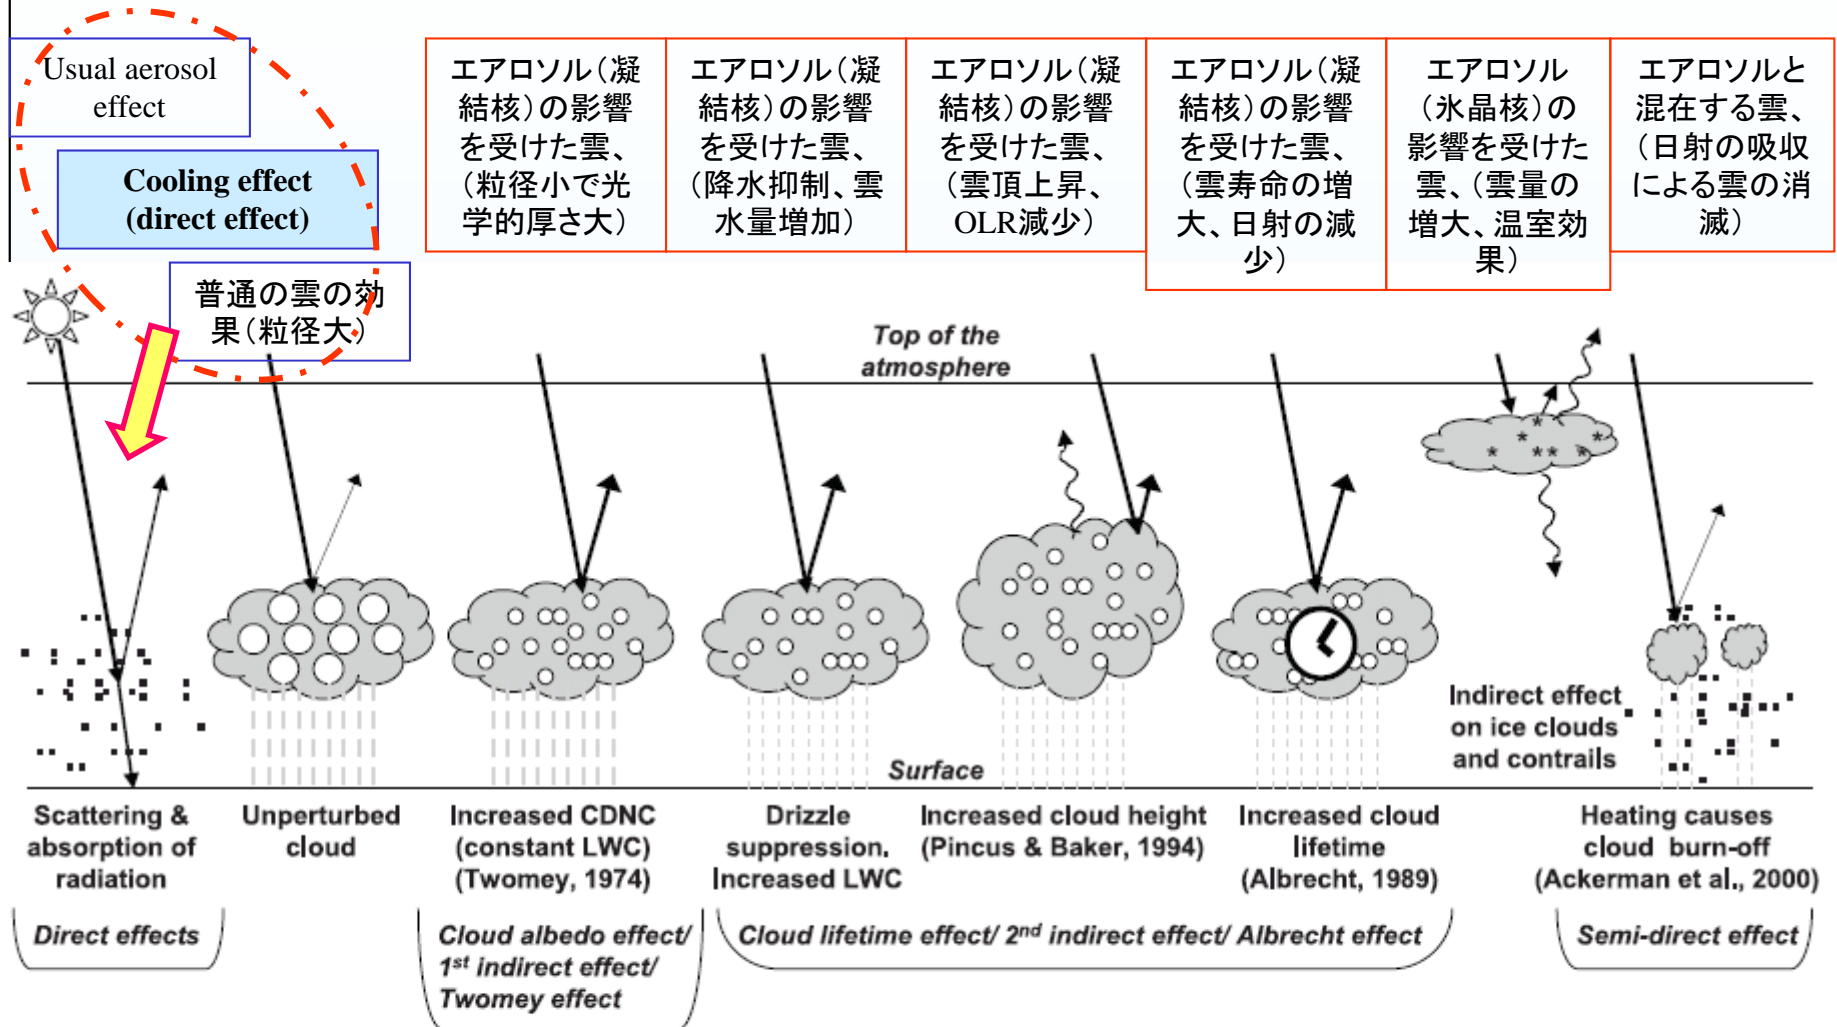 Usual aerosol
effect
Cooling effect
(direct effect)
普通の雲の効
果（粒径大）
エアロソル（凝
結核）の影響
を受けた雲、
（粒径小で光
学的厚さ大）
エアロソル（凝
結核）の影響
を受けた雲、
（降水抑制、雲
水量増加）
エアロソル（凝
結核）の影響
を受けた雲、
（雲頂上昇、
OLR減少）
エアロソル（凝
結核）の影響
を受けた雲、
（雲寿命の増
大、日射の減
少）
エアロソル
（氷晶核）の
影響を受けた
雲、（雲量の
増大、温室効
果）
エアロソルと
混在する雲、
（日射の吸収
による雲の消
滅）
Top of the
atmosphere
Indirect effect
on ice clouds
and contrails
Surface
Scattering &
absorption of
radiation
Unperturbed
cloud
Increased CDNC
(constant LWC)
(Twomey, 1974)
Drizzle
suppression.
Increased LWC
Increased cloud height
(Pincus & Baker, 1994)
Increased cloud
lifetime
(Albrecht, 1989)
Heating causes
cloud burn-off
(Ackerman et al., 2000)
Direct effects
Cloud albedo effect/
1st indirect effect/
Twomey effect
Cloud lifetime effect/ 2nd indirect effect/ Albrecht effect
Semi-direct effect